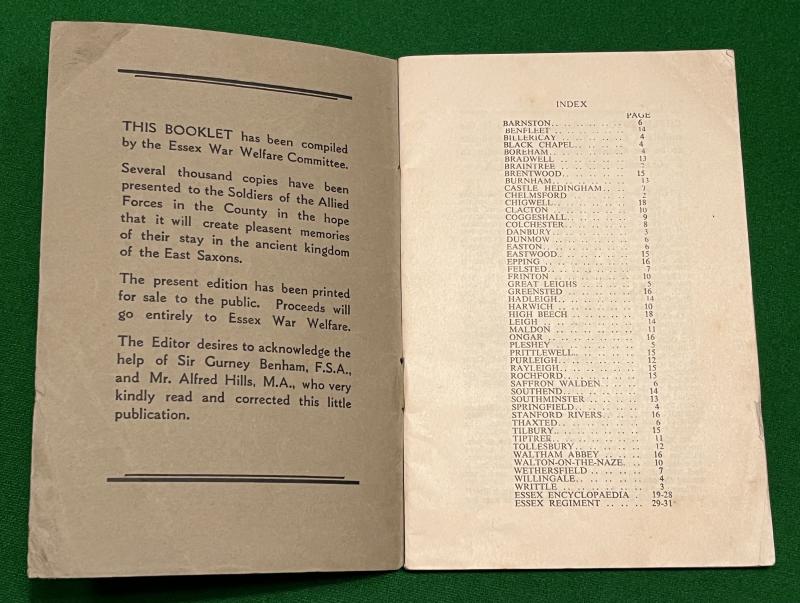 THIS BOOKLET has been compiled
by the Essex War Welfare Committee.
Several thousand copies have been
presented to the Soldiers of the Allied
Forces in the County in the hope
that it will create pleasant memories
of their stay in the ancient kingdom
of the East Saxons.
The present edition has been printed
for sale to the public. Proceeds will
go entirely to Essex War Welfare.
The Editor desires to acknowledge the
help of Sir Gurney Benham, F.S.A.,
and Mr. Alfred Hills, M.A., who very
kindly read and corrected this little
publication.
INDEX
PAGE
BARNSTON 6
BENFLEET 14
BILLERICAY 4
BLACK CHAPEL 4
BOREHAM 4
BRADWELL 13
BRAINTREE
BRENTWOOD 15
BURNHAM 13
CASTLE HEDINGHAM 7
CHELMSFORD 2
CHIGWELL 18
CLACTON 10
COGGESHALL 9
COLCHESTER 8
DANBURY 3
DUNMOW 6
EASTON 6
EASTWOOD 15
EPPING 16
FELSTED 7
FRINTON 10
GREAT LEIGHS 5
GREENSTED 16
HADLEIGH 14
HARWICH 10
HIGH BEECH 18
LEIGH 14
MALDON 11
ONGAR 16
PLESHEY 5
PRITTLEWELL 15
PURLEIGH 12
RAYLEIGH 15
ROCHFORD 15
SAFFRON WALDEN 6
SOUTHEND 14
SOUTHMINSTER 13
SPRINGFIELD 4
STANFORD RIVERS 16
THAXTED 6
TILBURY 15
TIPTREE 11
TOLLESBURY 12
WALTHAM ABBEY 16
WALTON-ON-THE-NAZE 10
WETHERSFIELD 7
WILLINGALE 4
WRITTLE 3
ESSEX ENCYCLOPAEDIA 19-28
ESSEX REGIMENT 29-31